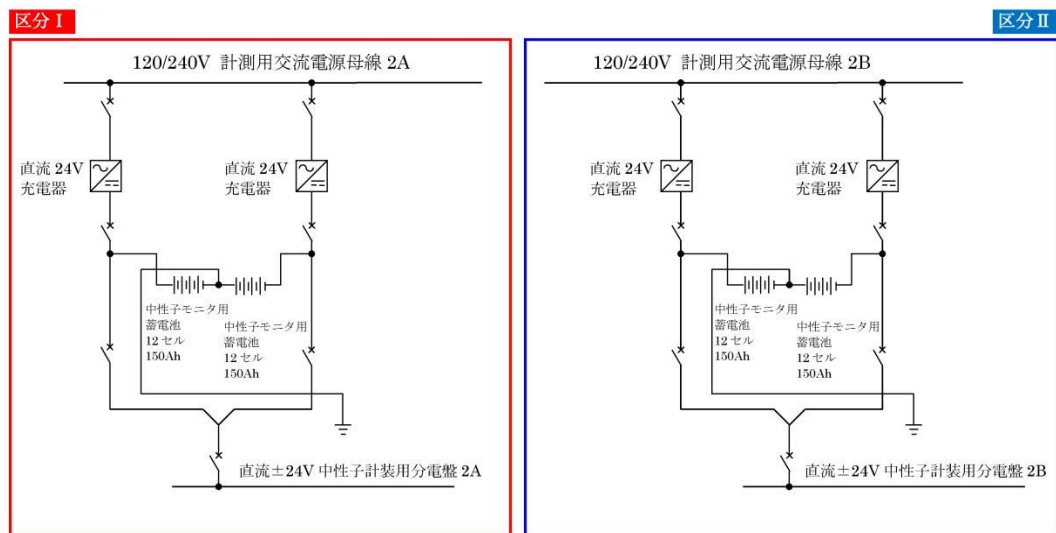 区分Ⅰ
120/240V 計測用交流電源母線 2A
直流 24V
充電器
直流 24V
充電器
中性子モニタ用
蓄電池
12 セル
150Ah
中性子モニタ用
蓄電池
12 セル
150Ah
直流±24V 中性子計装用分電盤 2A
区分Ⅱ
120/240V 計測用交流電源母線 2B
直流 24V
充電器
直流 24V
充電器
中性子モニタ用
蓄電池
12 セル
150Ah
中性子モニタ用
蓄電池
12 セル
150Ah
直流±24V 中性子計装用分電盤 2B